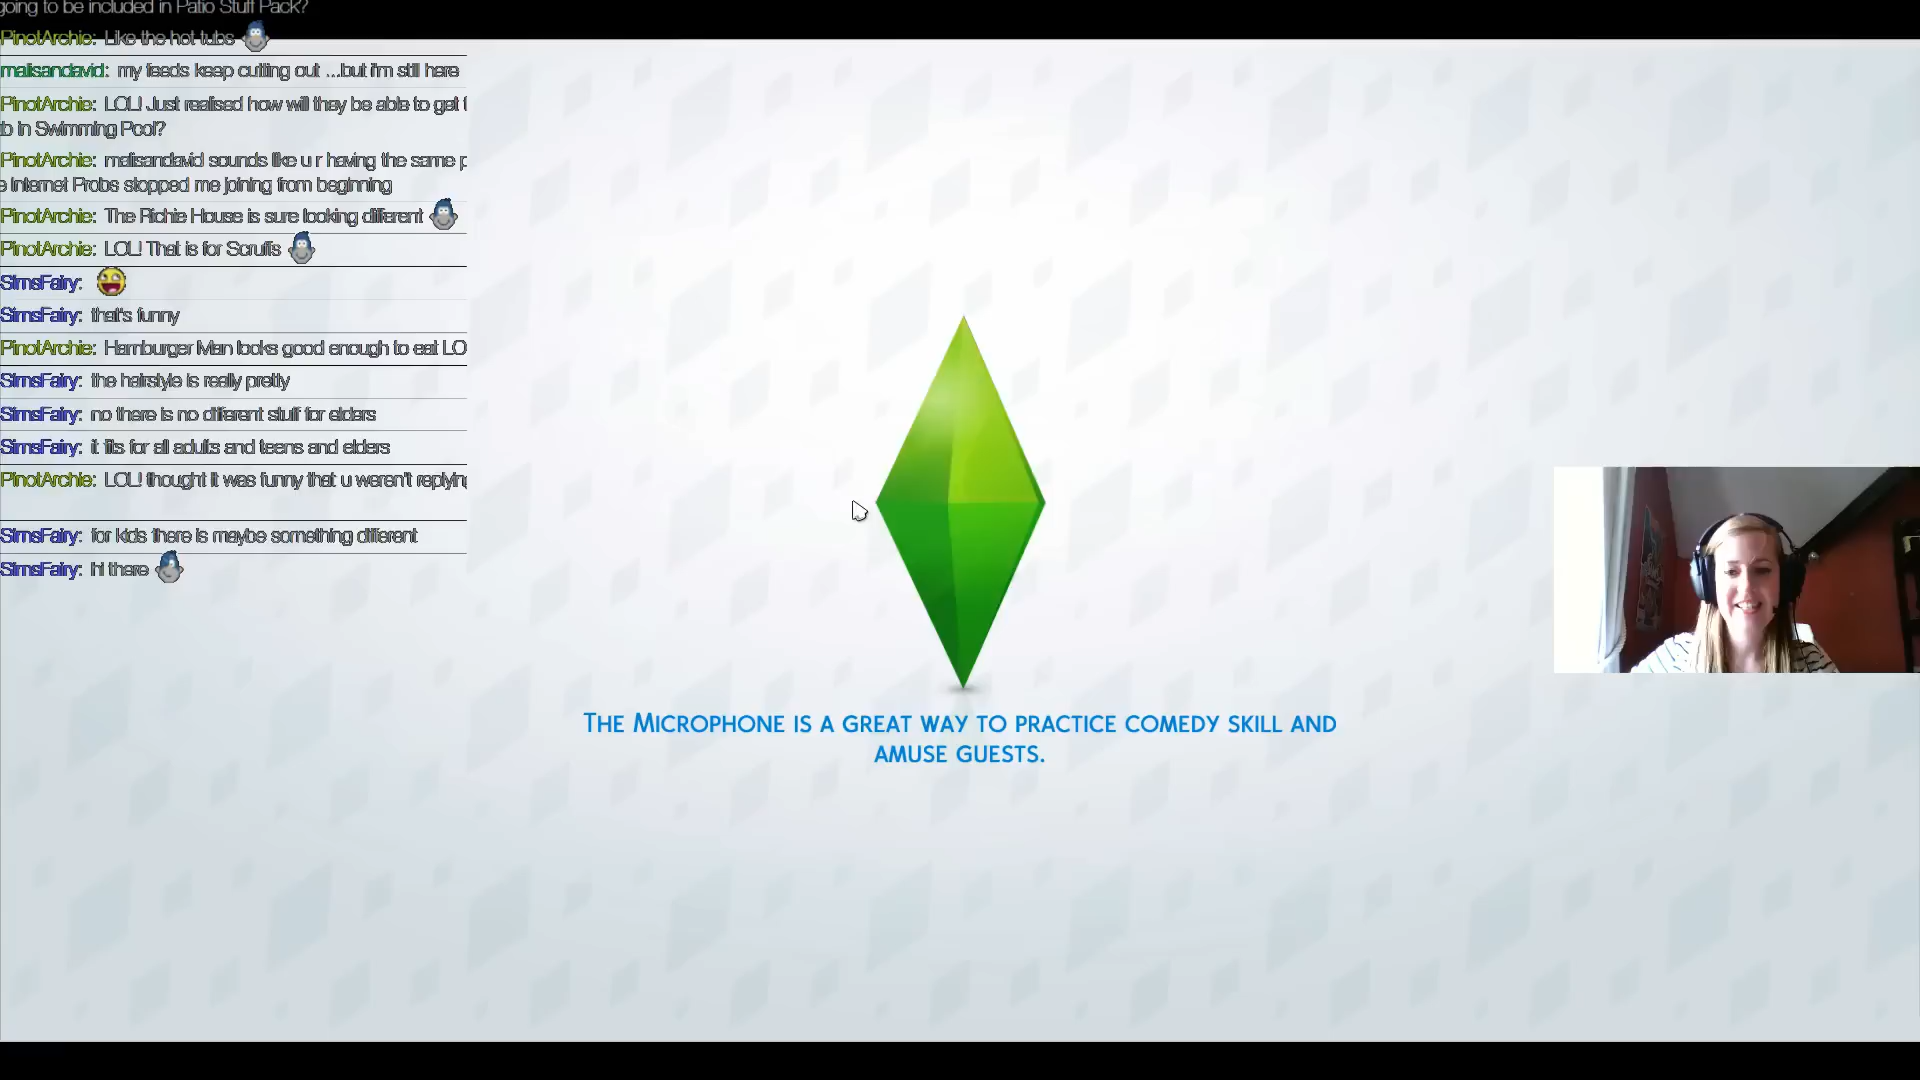 going to be included in Patio Stuff Pack?
PinotArchie: Like the hot tubs
malisandavid: my feeds keep cutting out ...but i'm still here
PinotArchie: LOL! Just realised how will they be able to get
to in Swimming Pool?
PinotArchie: malisandavid sounds like u r having the same p
e Internet Probs stopped me joining from beginning
PinotArchie: The Richie House is sure looking different
PinotArchie: LOL! That is for Scruffs
SimsFairy:
SimsFairy: that's funny
PinotArchie: Hamburger Man looks good enough to eat LO
SimsFairy: the hairstyle is really pretty
SimsFairy: no there is no different stuff for elders
SimsFairy: it fits for all adults and teens and elders
PinotArchie: LOL! thought it was funny that u weren't replying
SimsFairy: for kids there is maybe something different
SimsFairy: hi there
THE MICROPHONE IS A GREAT WAY TO PRACTICE COMEDY SKILL AND
AMUSE GUESTS.